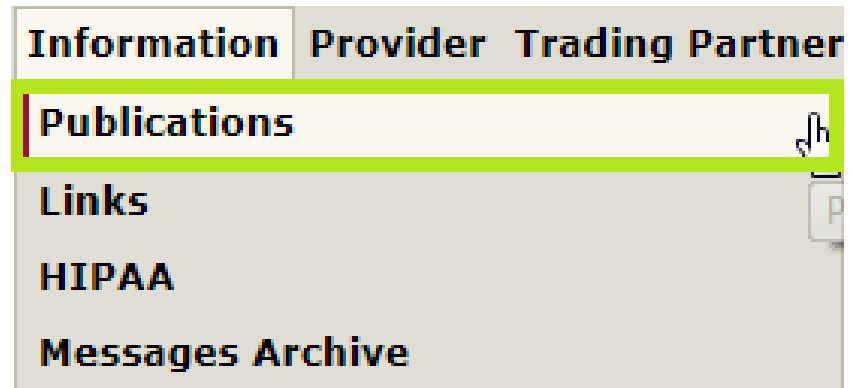 Information Provider Trading Partner
Publications
Links
HIPAA
Messages Archive